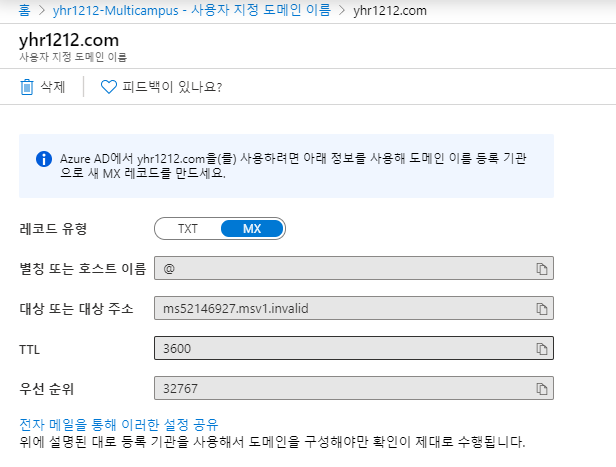 홈 > yhr1212-Multicampus - 사용자 지정 도메인 이름 > yhr1212.com
yhr1212.com
사용자 지정 도메인 이름
삭제 피드백이 있나요?
Azure AD에서 yhr1212.com을(를) 사용하려면 아래 정보를 사용해 도메인 이름 등록 기관
으로 새 MX 레코드를 만드세요.
레코드 유형 TXT MX
별칭 또는 호스트 이름 @
대상 또는 대상 주소 ms52146927.msv1.invalid
TTL 3600
우선 순위 32767
전자 메일을 통해 이러한 설정 공유
위에 설명된 대로 등록 기관을 사용해서 도메인을 구성해야만 확인이 제대로 수행됩니다.